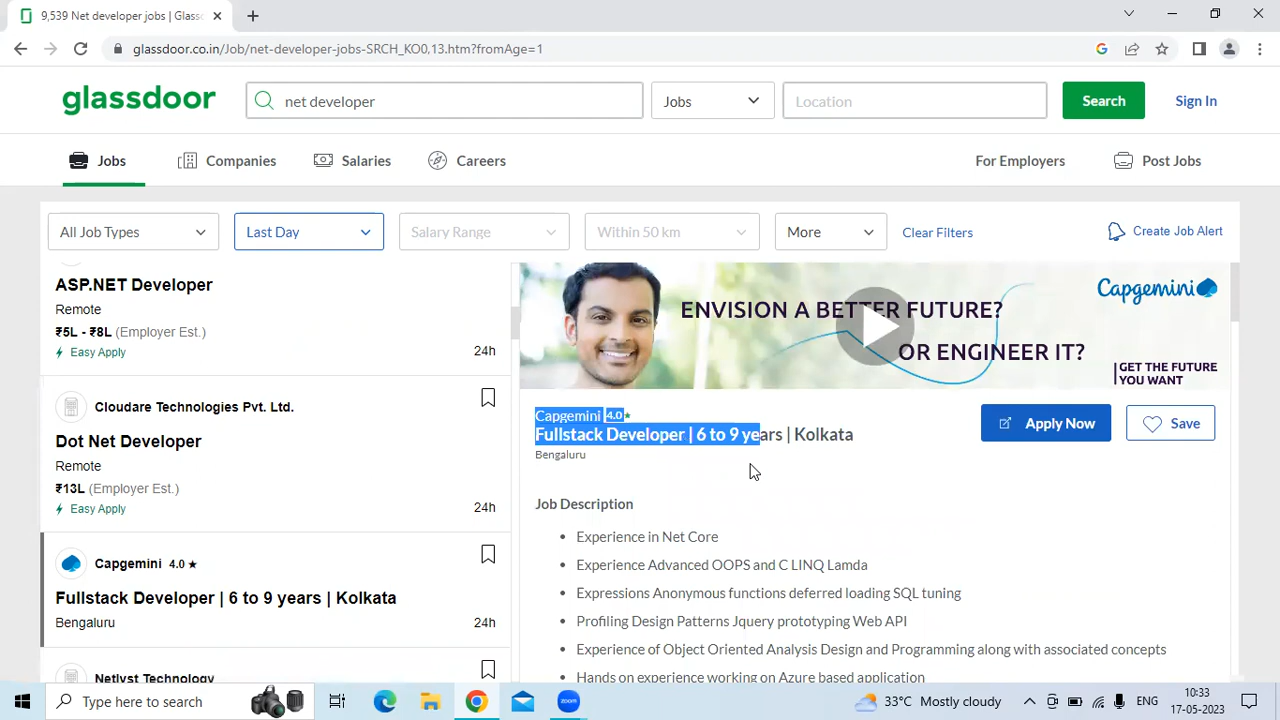 9,539 Net developer jobs | Glass
glassdoor.co.in/Job/net-developer-jobs-SRCH_KO0,13.htm?fromAge=1
glassdoor
net developer
Jobs
Location
Search
Sign In
Jobs
Companies
Salaries
Careers
For Employers
Post Jobs
All Job Types
Last Day
Salary Range
Within 50 km
More
Clear Filters
Create Job Alert
ASP.NET Developer
Remote
₹5L - ₹8L (Employer Est.)
Easy Apply
24h
Cloudare Technologies Pvt. Ltd.
Dot Net Developer
Remote
₹13L (Employer Est.)
Easy Apply
24h
Capgemini 4.0 ★
Fullstack Developer | 6 to 9 years | Kolkata
Bengaluru
24h
Netlyst Technology
ENVISION A BETTER FUTURE?
OR ENGINEER IT?
Capgemini
GET THE FUTURE
YOU WANT
Capgemini 4.0 ★
Fullstack Developer | 6 to 9 years | Kolkata
Bengaluru
Apply Now
Save
Job Description
• Experience in Net Core
• Experience Advanced OOPS and C LINQ Lamda
• Expressions Anonymous functions deferred loading SQL tuning
• Profiling Design Patterns Jquery prototyping Web API
• Experience of Object Oriented Analysis Design and Programming along with associated concepts
• Hands on experience working on Azure based application
Type here to search
zoom
33°C Mostly cloudy
ENG
10:33
17-05-2023